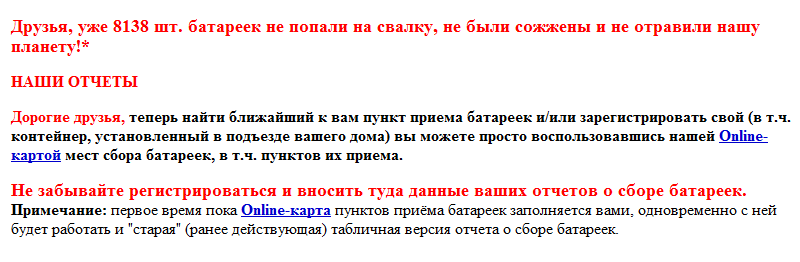 Друзья, уже 8138 шт. батареек не попали на свалку, не были сожжены и не отравили нашу
планету!*
НАШИ ОТЧЕТЫ
Дорогие друзья, теперь найти ближайший к вам пункт приема батареек и/или зарегистрировать свой (в т.ч.
контейнер, установленный в подъезде вашего дома) вы можете просто воспользовавшись нашей Online-
картой мест сбора батареек, в т.ч. пунктов их приема.
Не забывайте регистрироваться и вносить туда данные ваших отчетов о сборе батареек.
Примечание: первое время пока Online-карта пунктов приёма батареек заполняется вами, одновременно с ней
будет работать и "старая" (ранее действующая) табличная версия отчета о сборе батареек.